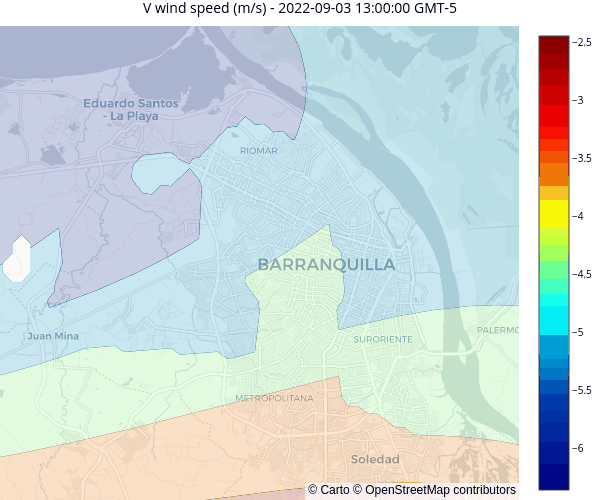 V wind speed (m/s) - 2022-09-03 13:00:00 GMT-5
Eduardo Santos
- La Playa
RIOMAR
BARRANQUILLA
Juan Mina
SURORIENTE
PALERMO
METROPOLITANA
Soledad
© Carto © OpenStreetMap contributors
−2.5
−3
−3.5
−4
−4.5
−5
−5.5
−6